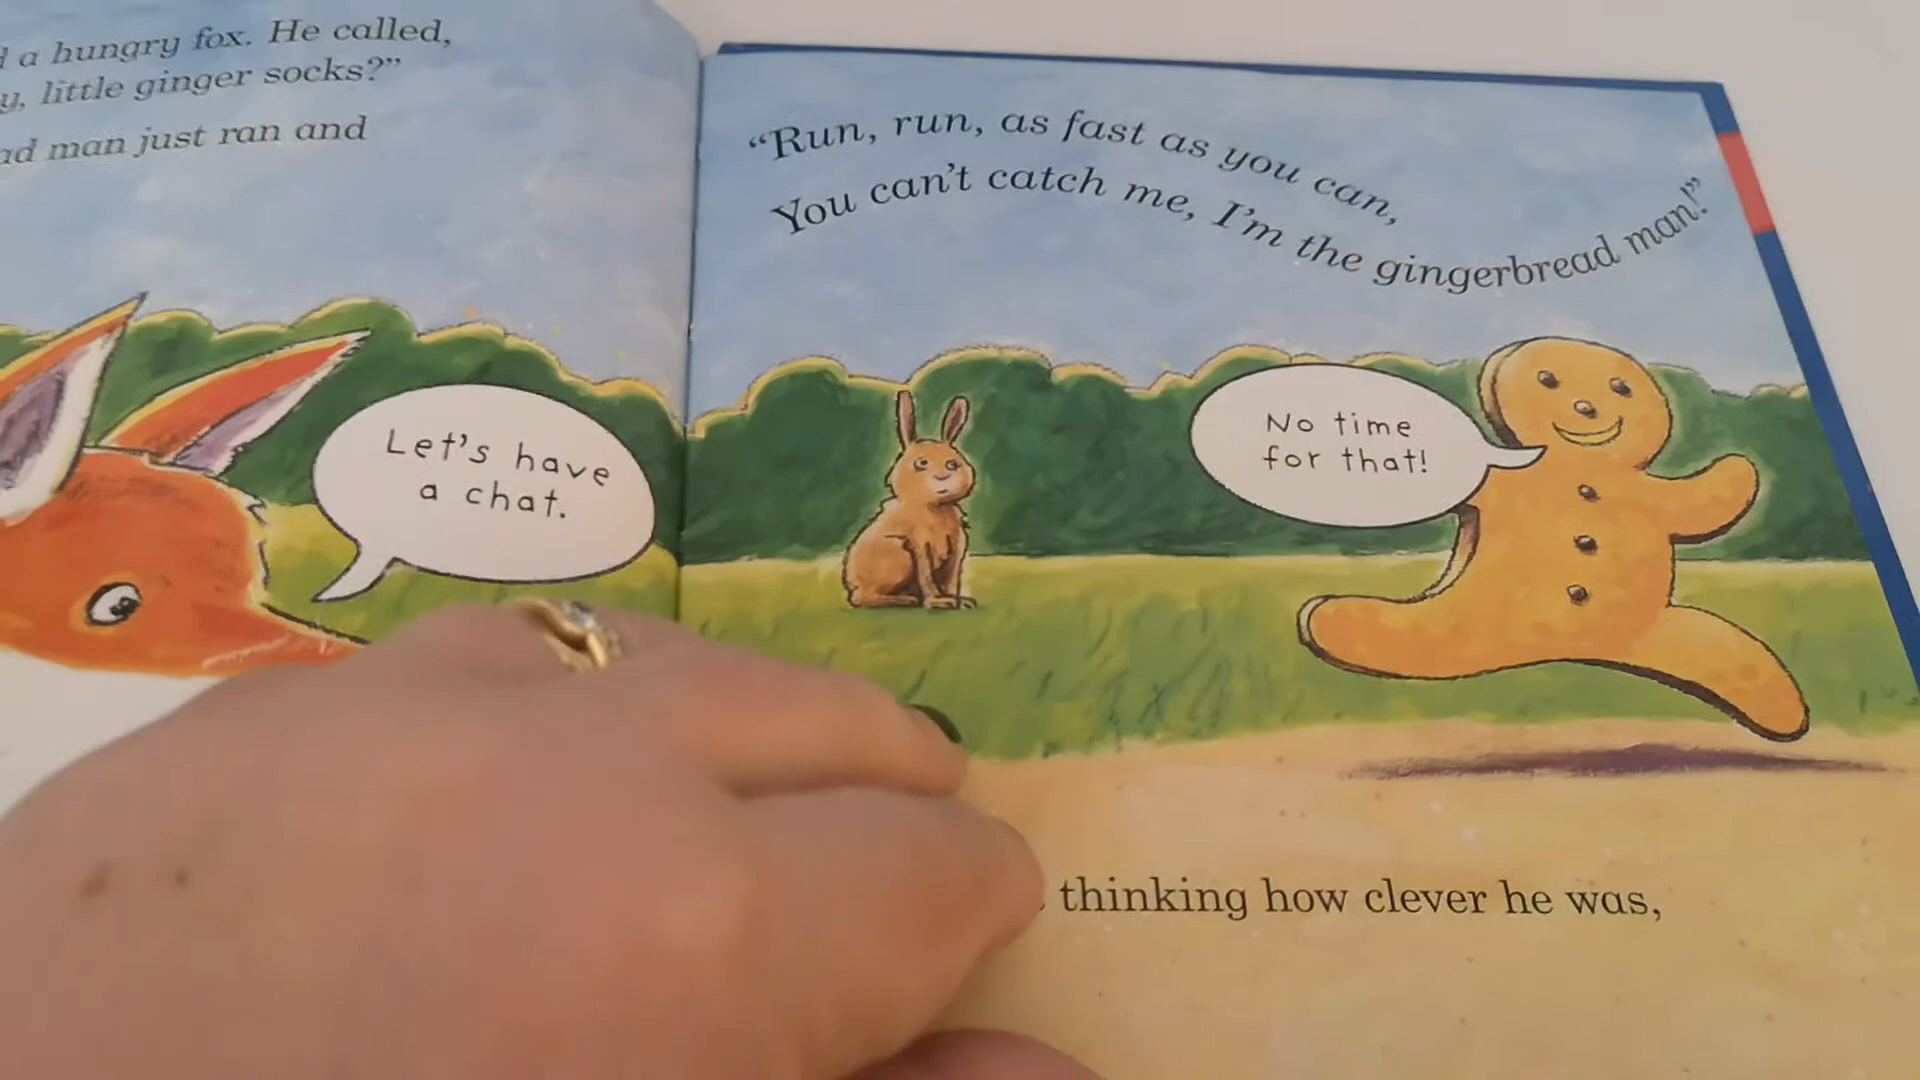 a hungry fox. He called,
little ginger socks?”
man just ran and
Let's have
a chat.
“Run, run, as fast as you can,
You can't catch me, I'm the gingerbread man!”
No time
for that!
thinking how clever he was,